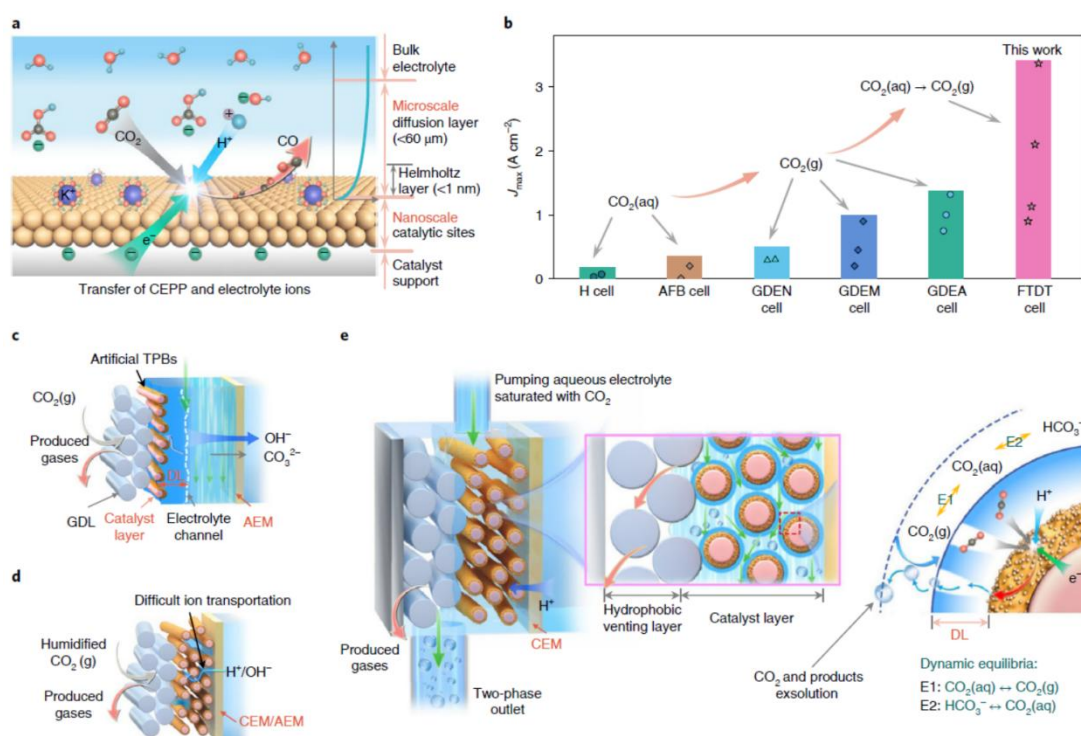 a
Bulk
electrolyte
Microscale
diffusion layer
(<60 μm)
Helmholtz
layer (<1 nm)
Nanoscale
catalytic sites
Catalyst
support
CO₂
H⁺
+
−
CO
K⁺
e⁻
−
−
−
−
−
Transfer of CEPP and electrolyte ions
b
This work
J_max (A cm⁻²)
3
2
1
0
CO₂(aq) → CO₂(g)
CO₂(g)
CO₂(aq)
H cell
AFB cell
GDEN
cell
GDEM
cell
GDEA
cell
FTDT
cell
c
Artificial TPBs
CO₂(g)
Produced
gases
DL
OH⁻
CO₃²⁻
GDL
Catalyst
layer
Electrolyte
channel
AEM
d
Difficult ion transportation
Humidified
CO₂ (g)
H⁺/OH⁻
Produced
gases
CEM/AEM
e
Pumping aqueous electrolyte
saturated with CO₂
H⁺
CEM
Produced
gases
Two-phase
outlet
Hydrophobic
venting layer
Catalyst layer
HCO₃⁻
E2
CO₂(aq)
E1
H⁺
CO₂(g)
e⁻
DL
CO₂ and products
exsolution
Dynamic equilibria:
E1: CO₂(aq) ↔ CO₂(g)
E2: HCO₃⁻ ↔ CO₂(aq)